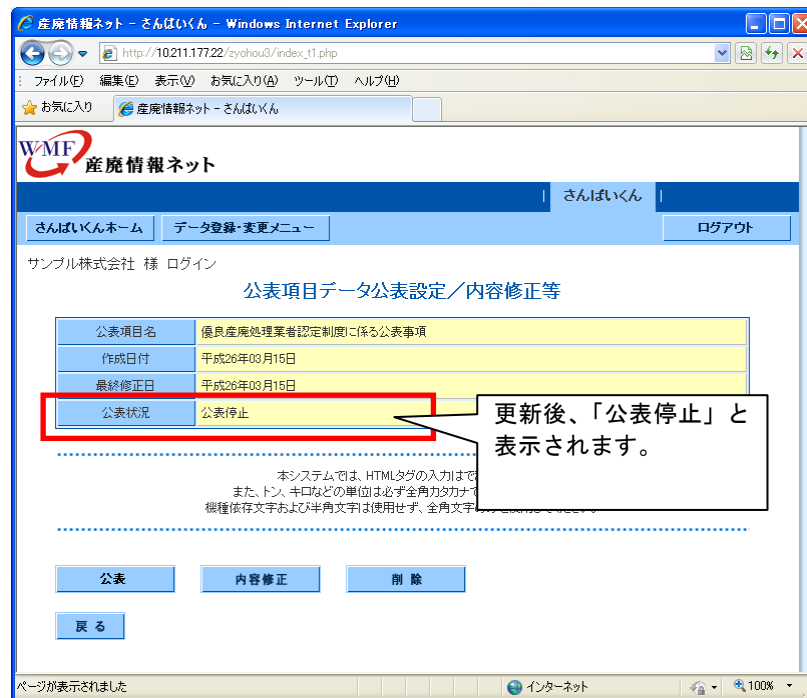 産廃情報ネット - さんぱいくん - Windows Internet Explorer
http://10.211.177.22/zyohou3/index_t1.php
ファイル(F) 編集(E) 表示(V) お気に入り(A) ツール(T) ヘルプ(H)
お気に入り 産廃情報ネット - さんぱいくん
WMF 産廃情報ネット
| さんぱいくん |
さんぱいくんホーム データ登録・変更メニュー ログアウト
サンプル株式会社 様 ログイン
公表項目データ公表設定／内容修正等
公表項目名 優良産廃処理業者認定制度に係る公表事項
作成日付 平成26年03月15日
最終修正日 平成26年03月15日
公表状況 公表停止
更新後、「公表停止」と
表示されます。
本システムでは、HTMLタグの入力はで
また、トン、キロなどの単位は必ず全角カタカナで
機種依存文字および半角文字は使用せず、全角文字
公表 内容修正 削 除
戻 る
ページが表示されました インターネット 100%